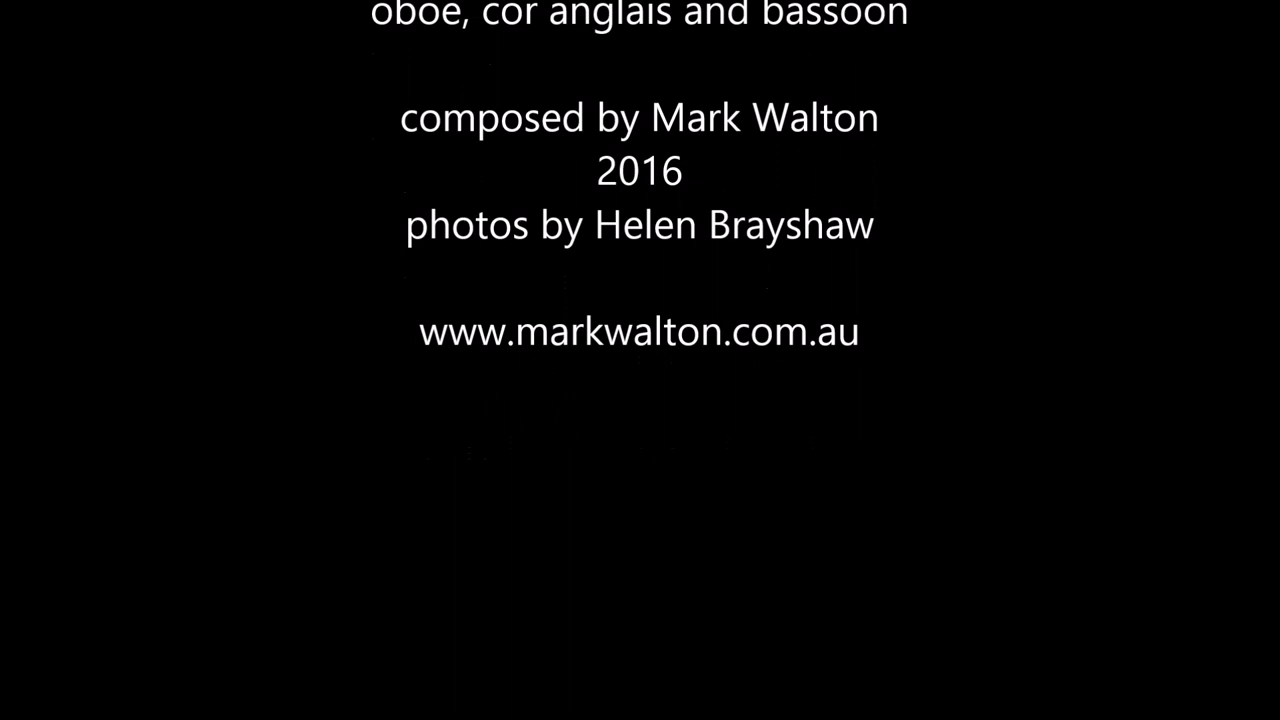 oboe, cor anglais and bassoon
composed by Mark Walton
2016
photos by Helen Brayshaw
www.markwalton.com.au